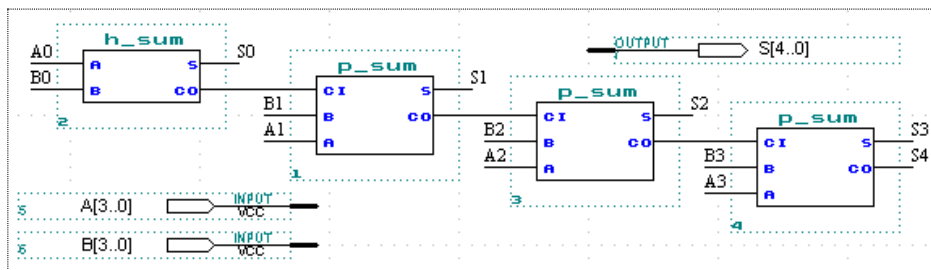 h_sum
A0
B0
A
B
S
CO
S0
2
p_sum
B1
A1
CI
B
A
S
CO
S1
1
p_sum
B2
A2
CI
B
A
S
CO
S2
3
p_sum
B3
A3
CI
B
A
S
CO
S3
S4
4
OUTPUT
S[4..0]
5
A[3..0]
INPUT
VCC
6
B[3..0]
INPUT
VCC